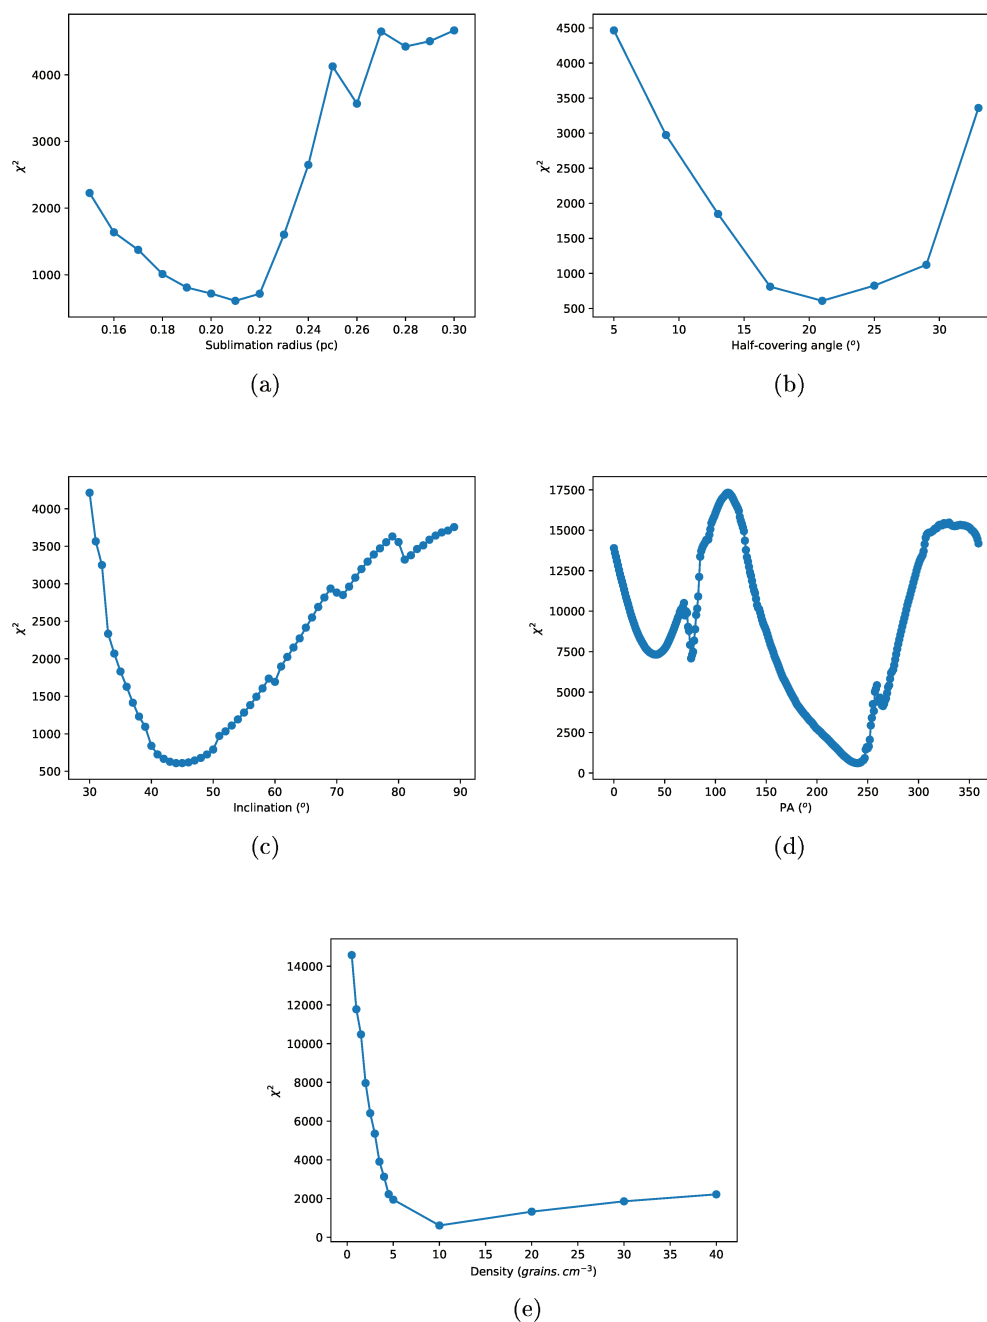 4000
3000
2000
1000
χ²
0.16 0.18 0.20 0.22 0.24 0.26 0.28 0.30
Sublimation radius (pc)
(a)
4500
4000
3500
3000
2500
2000
1500
1000
500
χ²
5 10 15 20 25 30
Half-covering angle (°)
(b)
4000
3500
3000
2500
2000
1500
1000
500
χ²
30 40 50 60 70 80 90
Inclination (°)
(c)
17500
15000
12500
10000
7500
5000
2500
0
χ²
0 50 100 150 200 250 300 350
PA (°)
(d)
14000
12000
10000
8000
6000
4000
2000
0
χ²
0 5 10 15 20 25 30 35 40
Density (grains.cm⁻³)
(e)